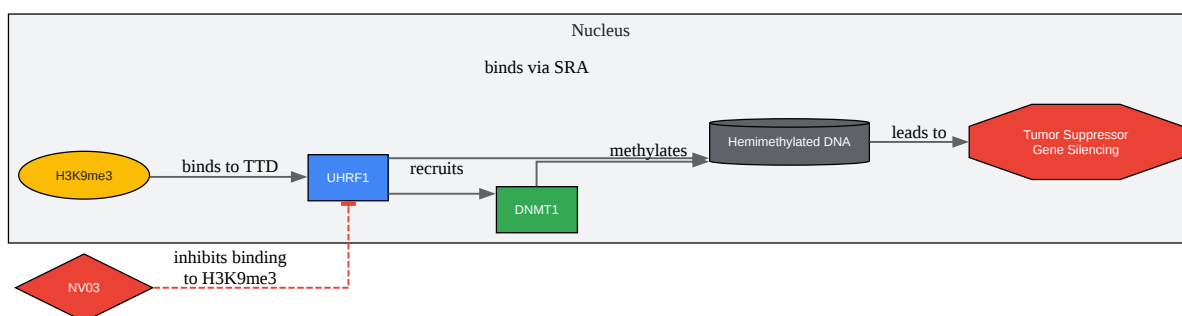 Nucleus
binds via SRA
H3K9me3
binds to TTD
UHRF1
recruits
DNMT1
methylates
Hemimethylated DNA
leads to
Tumor Suppressor
Gene Silencing
NV03
inhibits binding
to H3K9me3